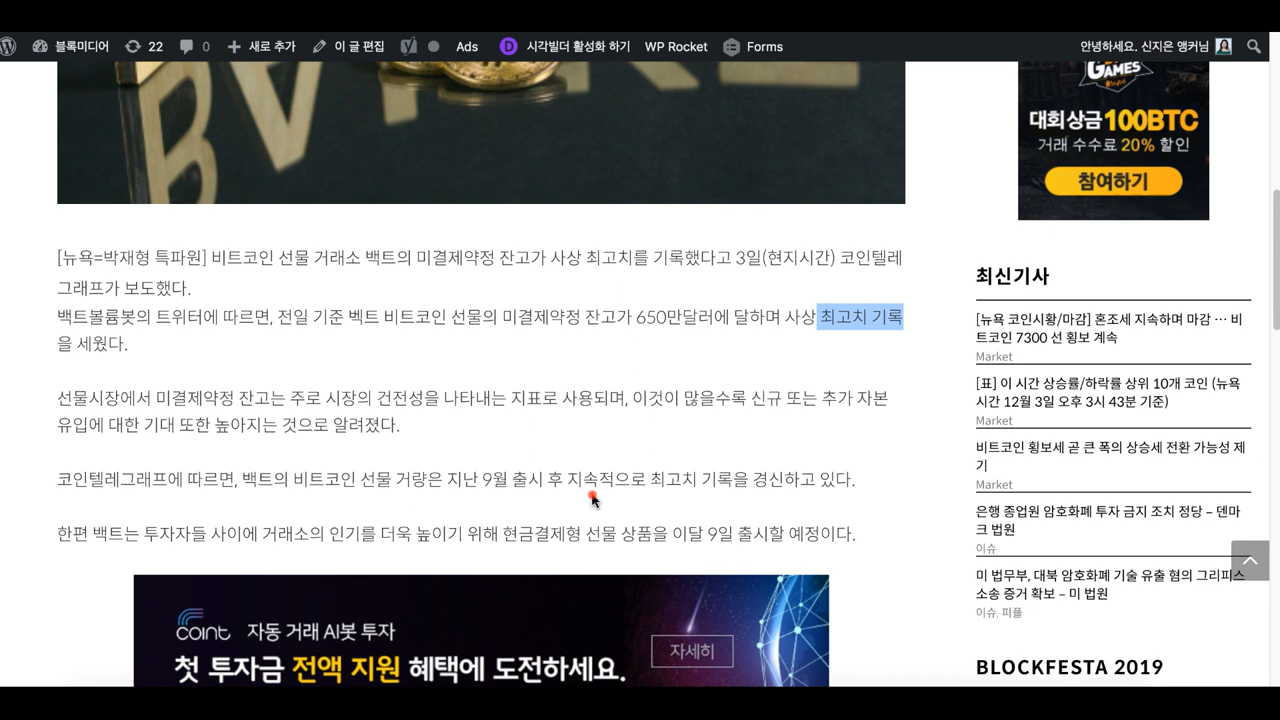 블록미디어 22 0 새로 추가 이 글 편집 Ads D 시각빌더 활성화 하기 WP Rocket Forms 안녕하세요. 신지은 앵커님
GAMES
대회상금 100BTC
거래 수수료 20% 할인
참여하기
[뉴욕=박재형 특파원] 비트코인 선물 거래소 백트의 미결제약정 잔고가 사상 최고치를 기록했다고 3일(현지시간) 코인텔레
그래프가 보도했다.
백트볼륨봇의 트위터에 따르면, 전일 기준 벡트 비트코인 선물의 미결제약정 잔고가 650만달러에 달하며 사상 최고치 기록
을 세웠다.
선물시장에서 미결제약정 잔고는 주로 시장의 건전성을 나타내는 지표로 사용되며, 이것이 많을수록 신규 또는 추가 자본
유입에 대한 기대 또한 높아지는 것으로 알려졌다.
코인텔레그래프에 따르면, 백트의 비트코인 선물 거량은 지난 9월 출시 후 지속적으로 최고치 기록을 경신하고 있다.
한편 백트는 투자자들 사이에 거래소의 인기를 더욱 높이기 위해 현금결제형 선물 상품을 이달 9일 출시할 예정이다.
coint 자동 거래 AI봇 투자
첫 투자금 전액 지원 혜택에 도전하세요.
자세히
최신기사
[뉴욕 코인시황/마감] 혼조세 지속하며 마감 … 비
트코인 7300 선 횡보 계속
Market
[표] 이 시간 상승률/하락률 상위 10개 코인 (뉴욕
시간 12월 3일 오후 3시 43분 기준)
Market
비트코인 횡보세 곧 큰 폭의 상승세 전환 가능성 제
기
Market
은행 종업원 암호화폐 투자 금지 조치 정당 – 덴마
크 법원
이슈
미 법무부, 대북 암호화폐 기술 유출 혐의 그리피스
소송 증거 확보 – 미 법원
이슈. 피플
BLOCKFESTA 2019